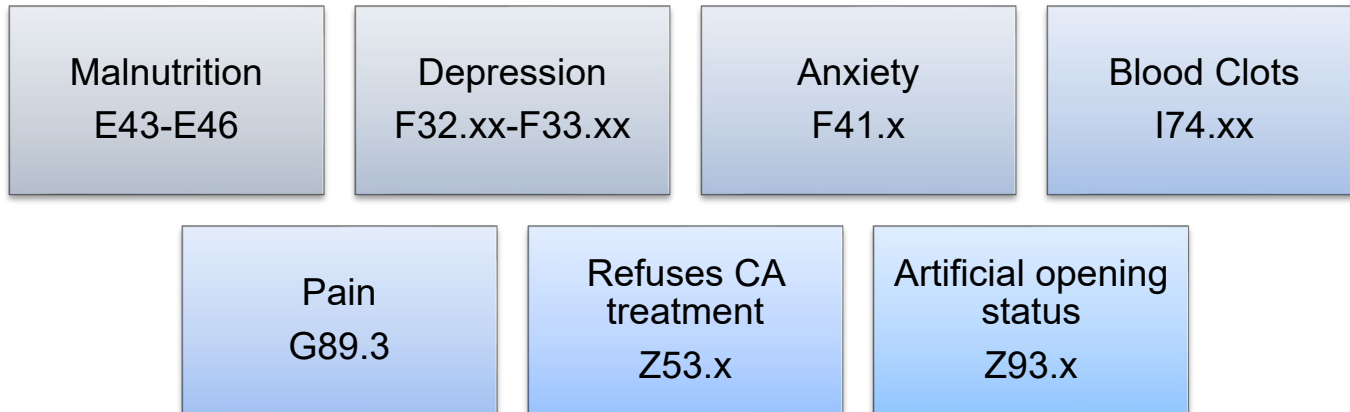 Malnutrition
E43-E46
Depression
F32.xx-F33.xx
Anxiety
F41.x
Blood Clots
I74.xx
Pain
G89.3
Refuses CA
treatment
Z53.x
Artificial opening
status
Z93.x